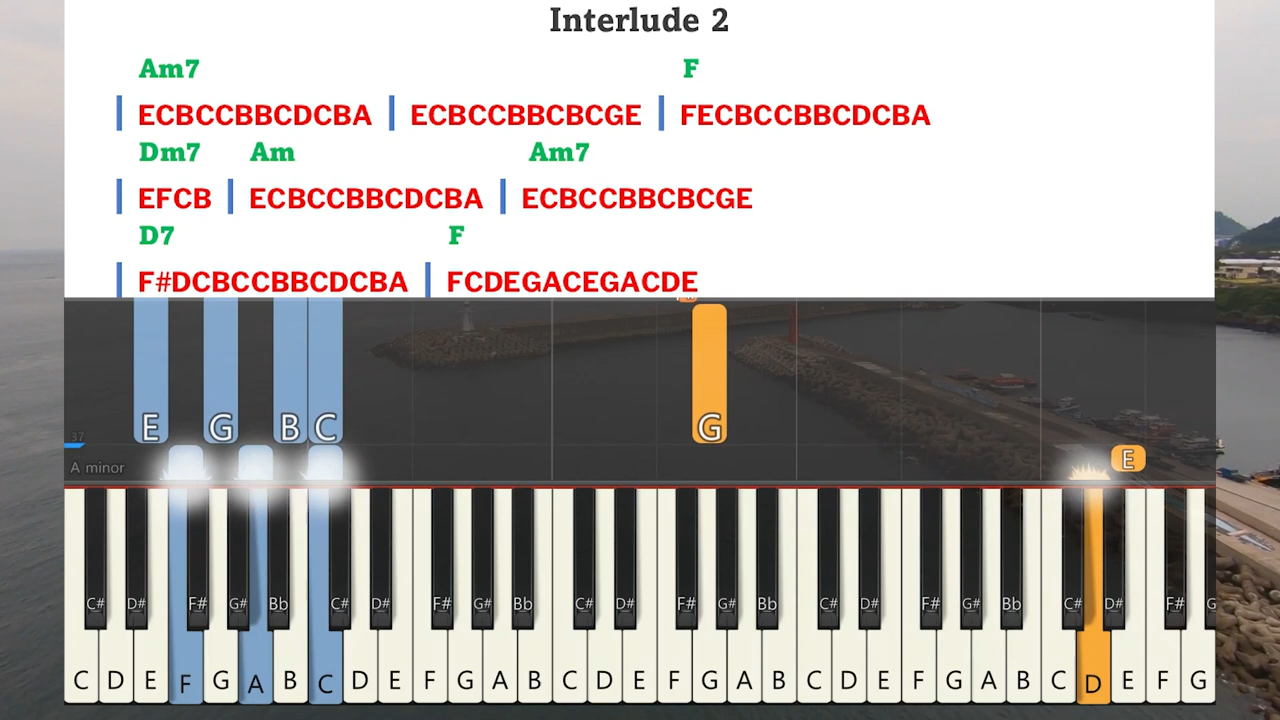 Interlude 2
Am7 F
| ECBCCBBCDCBA | ECBCCBBCBCGE | FECBCCBBCDCBA
Dm7 Am Am7
| EFCB | ECBCCBBCDCBA | ECBCCBBCBCGE
D7 F
| F#DCBCCBBCDCBA | FCDEGACEGACDE
E G B C G
37
A minor E
C# D# F# G# Bb C# D# F# G# Bb C# D# F# G# Bb C# D# F# G# Bb C# D# F# G
C D E F G A B C D E F G A B C D E F G A B C D E F G A B C D E F G